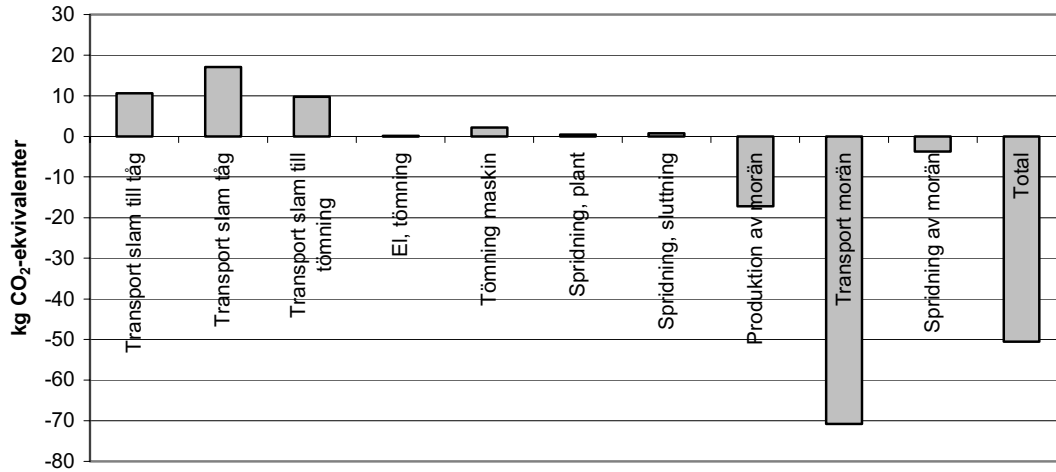 30
20
10
0
-10
-20
-30
-40
-50
-60
-70
-80
kg CO₂-ekvivalenter
Transport slam till tåg
Transport slam tåg
Transport slam till
tömning
El, tömning
Tömning maskin
Spridning, plant
Spridning, sluttning
Produktion av morän
Transport morän
Spridning av morän
Total